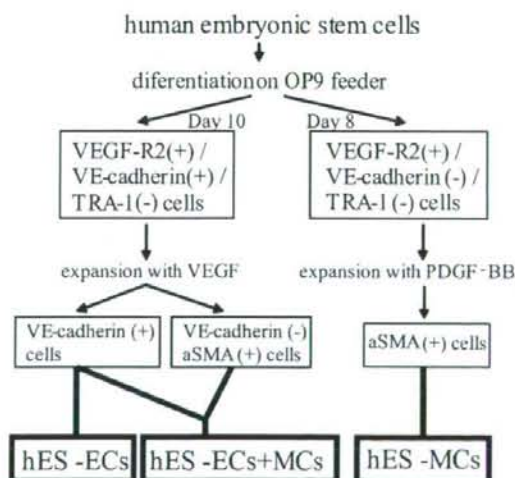 human embryonic stem cells
diferentiation on OP9 feeder
Day 10
Day 8
VEGF-R2(+) /
VE-cadherin(+) /
TRA-1(-) cells
VEGF-R2(+) /
VE-cadherin (-) /
TRA-1(-) cells
expansion with VEGF
expansion with PDGF-BB
VE-cadherin (+)
cells
VE-cadherin (-)
aSMA(+) cells
aSMA(+) cells
hES -ECs
hES -ECs+MCs
hES -MCs